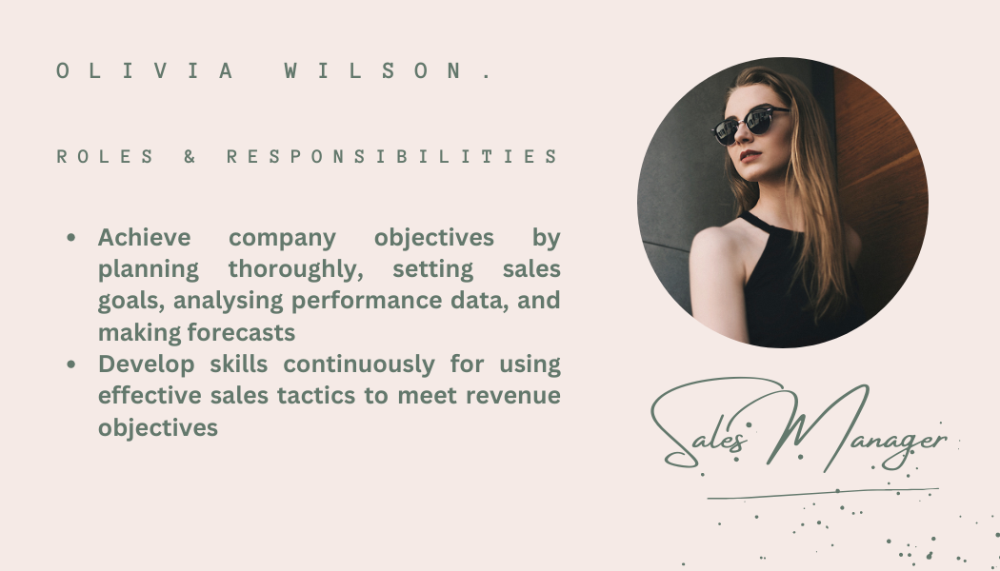 OLIVIA WILSON.
ROLES & RESPONSIBILITIES
• Achieve company objectives by
planning thoroughly, setting sales
goals, analysing performance data, and
making forecasts
• Develop skills continuously for using
effective sales tactics to meet revenue
objectives
Sales Manager